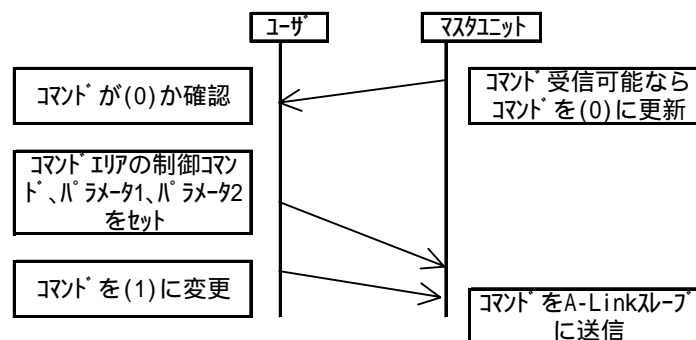 ﾕｰｻﾞ
ﾏｽﾀﾕﾆｯﾄ
ｺﾏﾝﾄﾞが(0)か確認
ｺﾏﾝﾄﾞ受信可能なら
ｺﾏﾝﾄﾞを(0)に更新
ｺﾏﾝﾄﾞｴﾘｱの制御ｺﾏﾝ
ﾄﾞ、ﾊﾟﾗﾒｰﾀ1、ﾊﾟﾗﾒｰﾀ2
をｾｯﾄ
ｺﾏﾝﾄﾞを(1)に変更
ｺﾏﾝﾄﾞをA-Linkｽﾚｰﾌﾞ
に送信